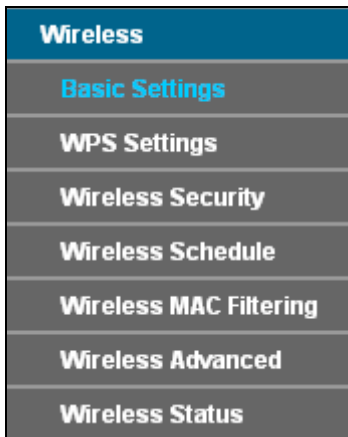 Wireless
Basic Settings
WPS Settings
Wireless Security
Wireless Schedule
Wireless MAC Filtering
Wireless Advanced
Wireless Status